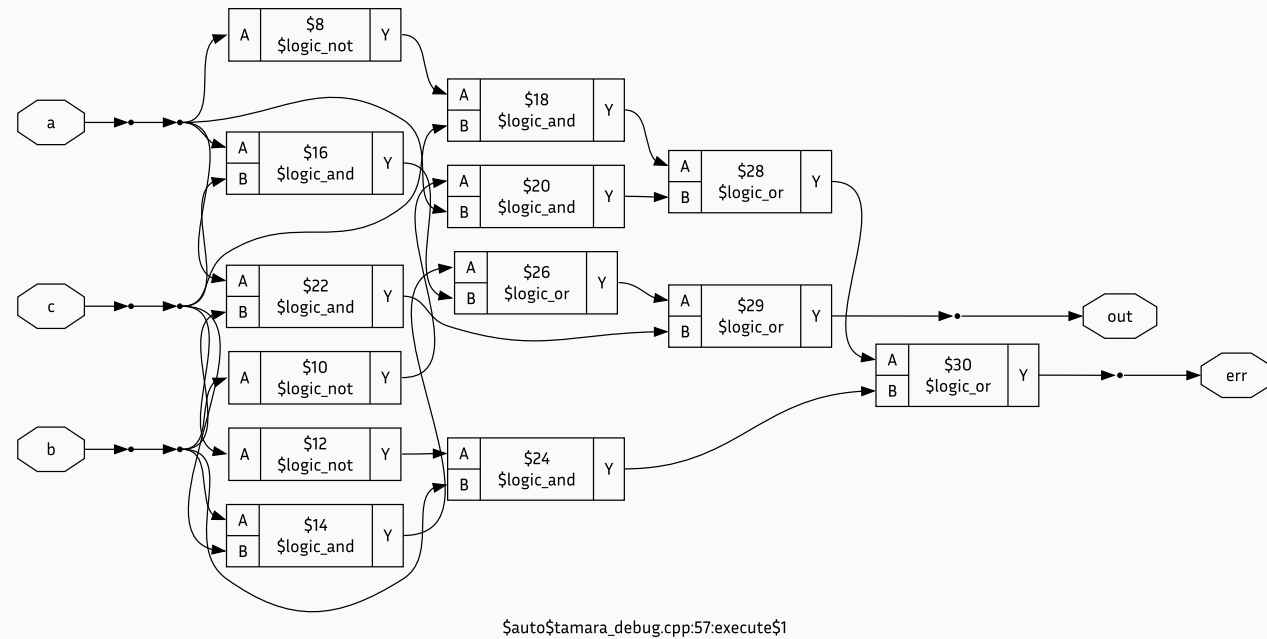 $8
A
Y
$logic_not
a
A
$18
B
Y
$logic_and
A
$16
B
Y
$logic_and
A
$20
B
Y
$logic_and
A
$28
B
Y
$logic_or
c
A
$22
B
Y
$logic_and
A
$26
B
Y
$logic_or
A
$29
B
Y
$logic_or
out
A
$30
B
Y
$logic_or
err
$10
A
Y
$logic_not
b
$12
A
Y
$logic_not
A
$24
B
Y
$logic_and
A
$14
B
Y
$logic_and
$auto$tamara_debug.cpp:57:execute$1